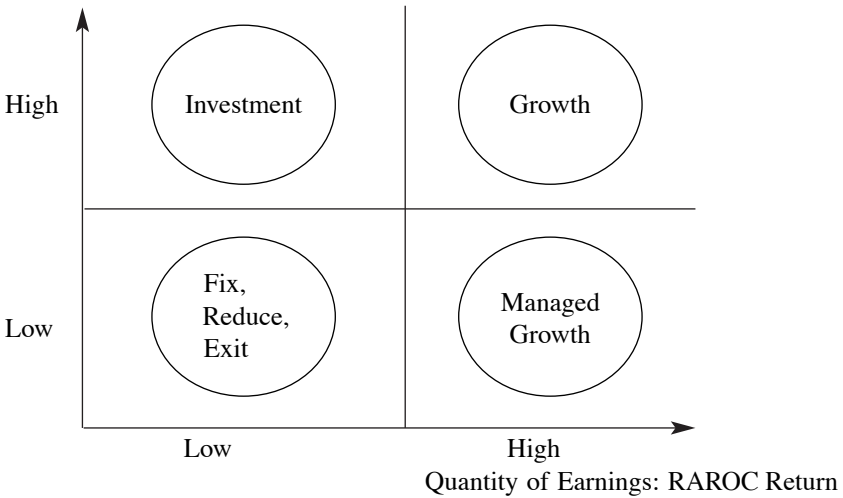 High
Investment
Growth
Low
Fix,
Reduce,
Exit
Managed
Growth
Low
High
Quantity of Earnings: RAROC Return